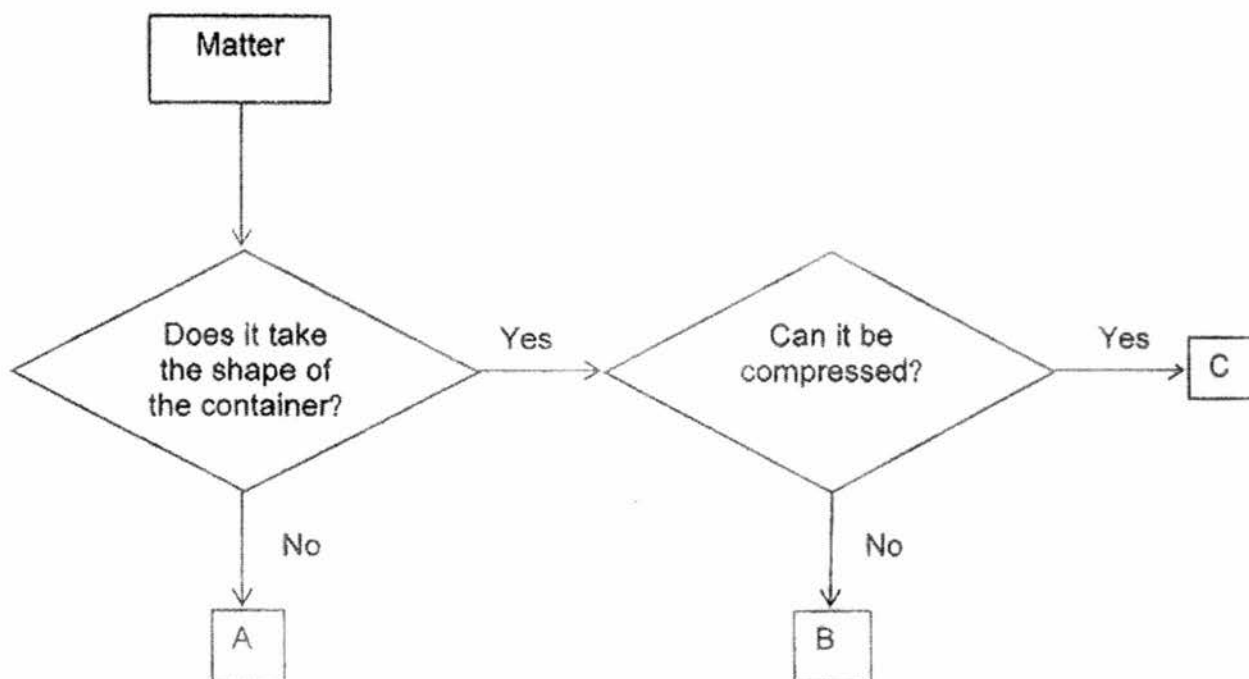 Matter
Does it take
the shape of
the container?
Yes
Can it be
compressed?
Yes
C
No
No
A
B